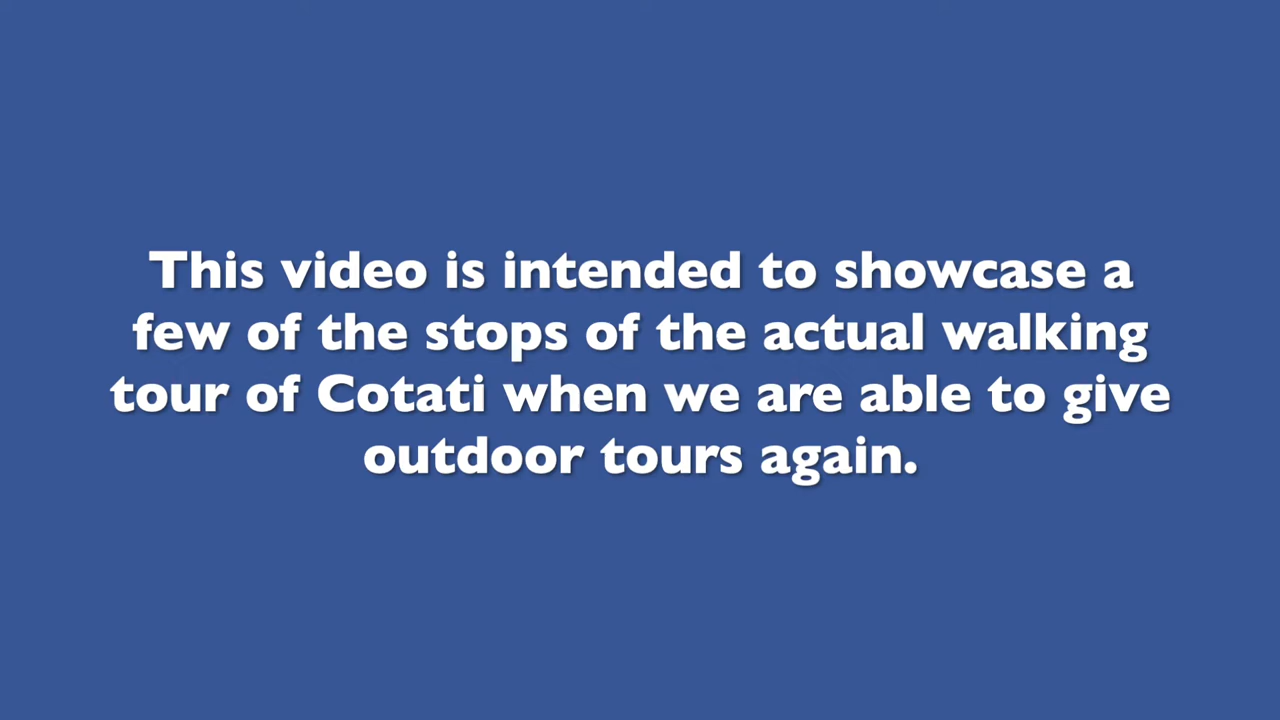 This video is intended to showcase a
few of the stops of the actual walking
tour of Cotati when we are able to give
outdoor tours again.